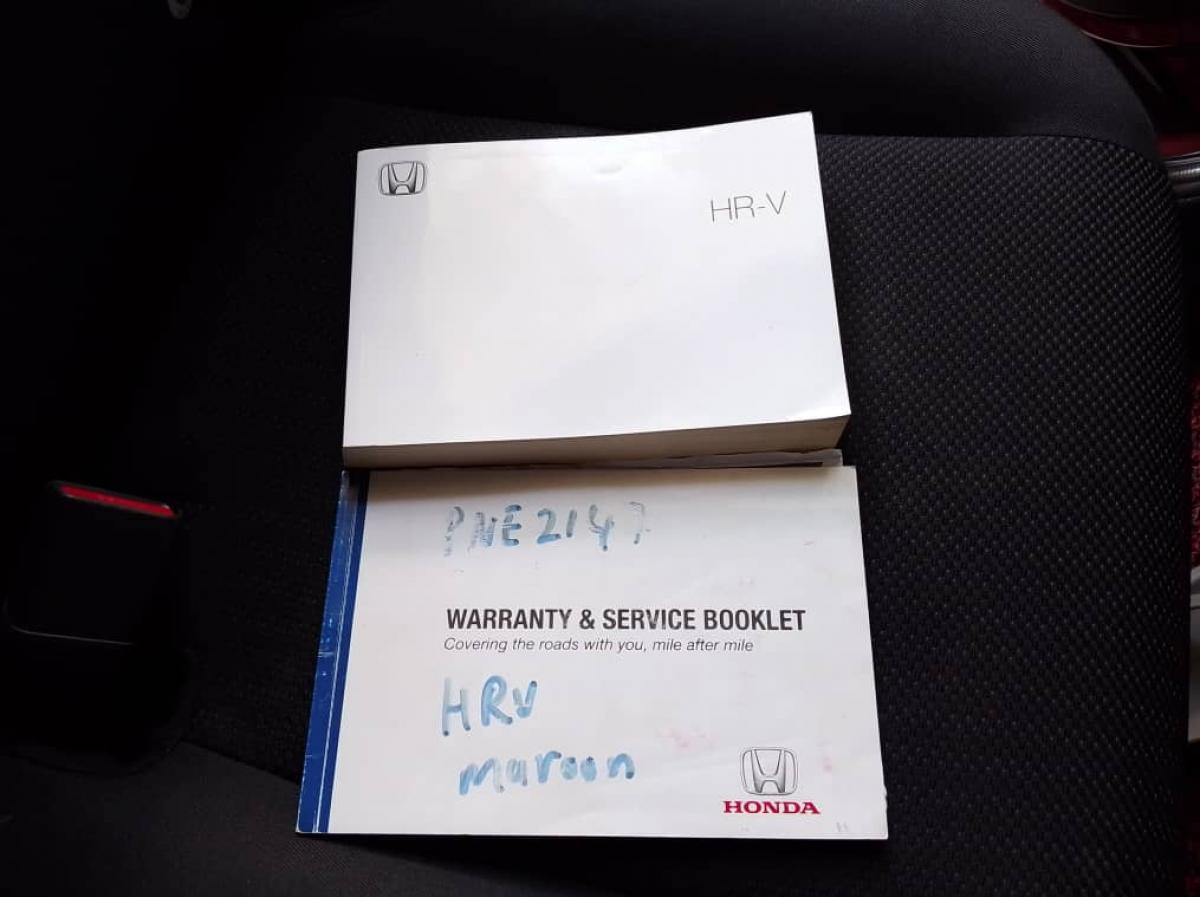 HR-V
PNE2147
WARRANTY & SERVICE BOOKLET
Covering the roads with you, mile after mile
HRV
maroon
HONDA